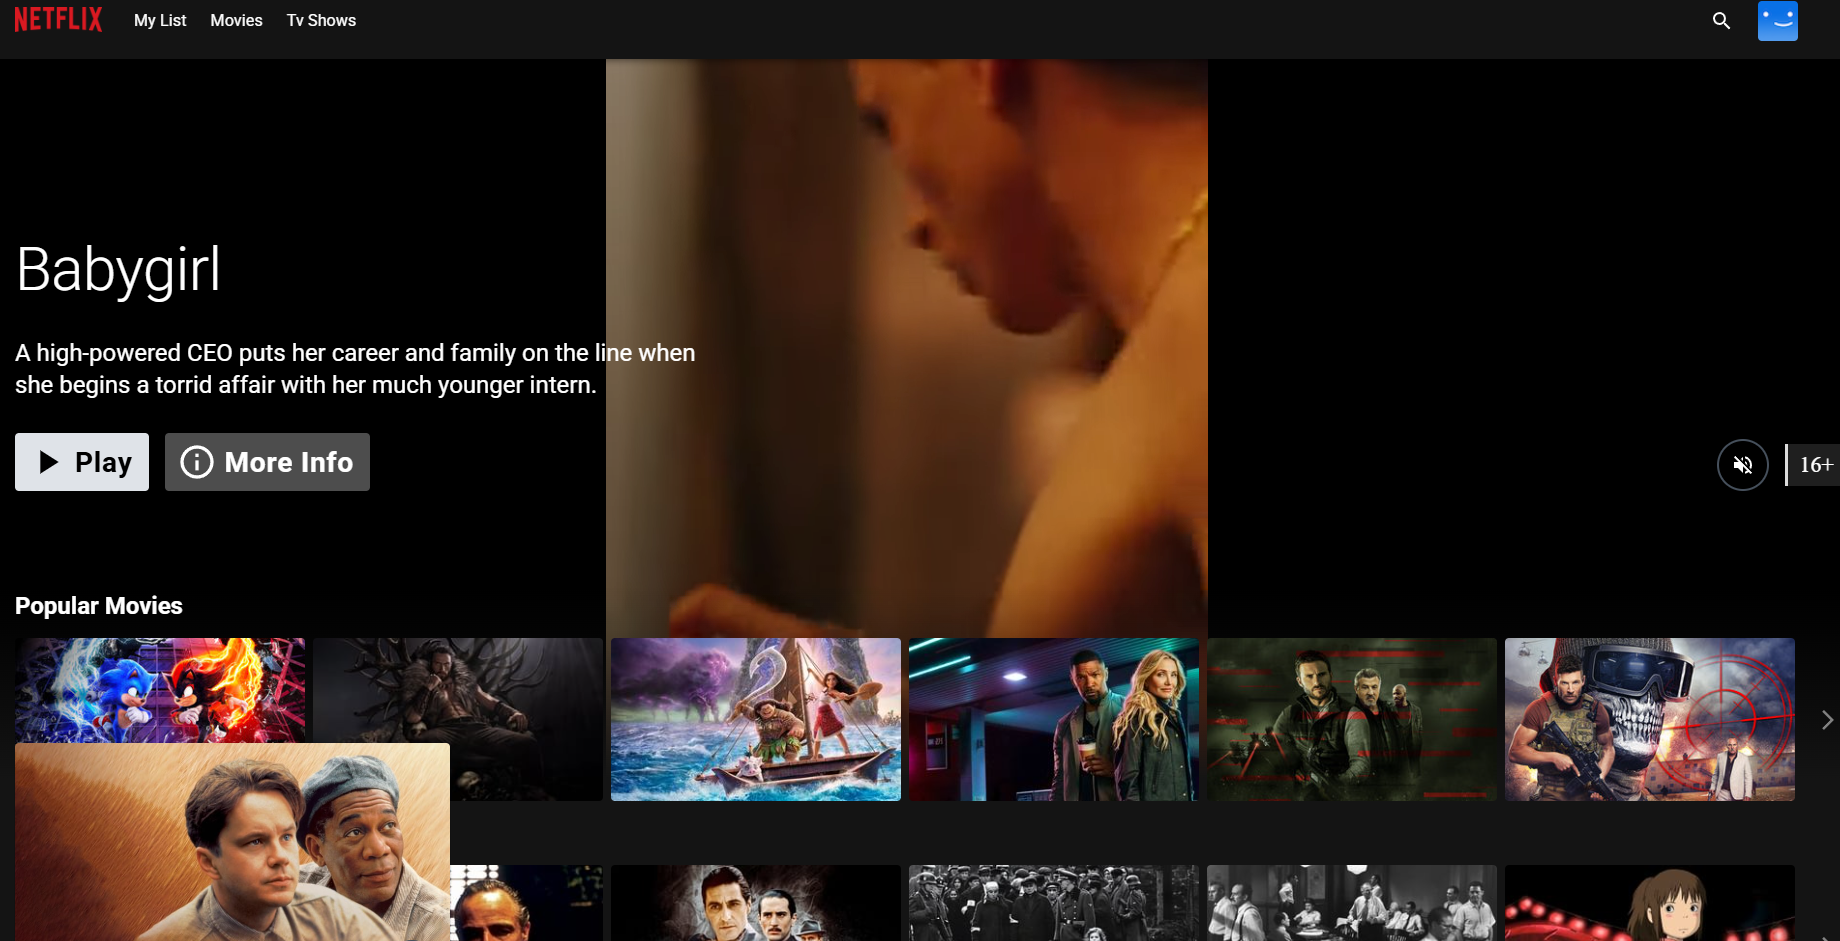 NETFLIX
My List
Movies
Tv Shows
Babygirl
A high-powered CEO puts her career and family on the line when
she begins a torrid affair with her much younger intern.
Play
More Info
16+
Popular Movies
2